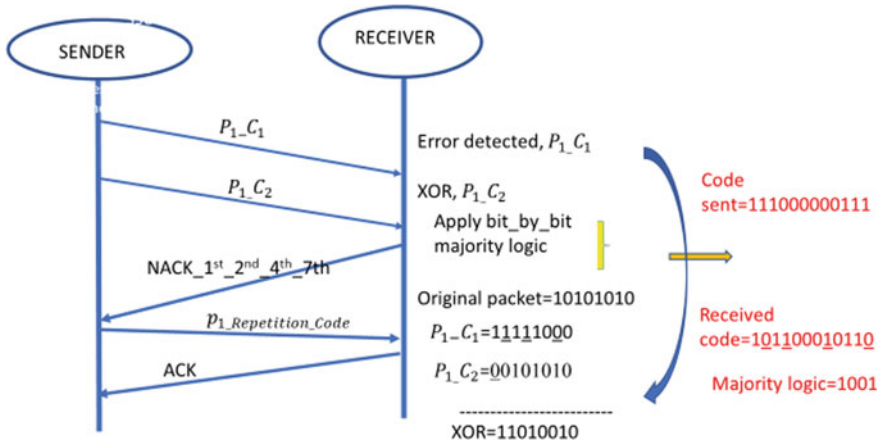 SENDER
RECEIVER
P₁_C₁
Error detected, P₁_C₁
P₁_C₂
XOR, P₁_C₂
Apply bit_by_bit
majority logic
NACK_1ˢᵗ_2ⁿᵈ_4ᵗʰ_7th
Original packet=10101010
p₁_Repetition_Code
P₁_C₁=11111000
ACK
P₁_C₂=00101010
-------------------------
XOR=11010010
Code
sent=111000000111
Received
code=101100010110
Majority logic=1001